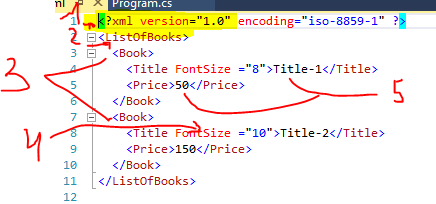 ml Program.cs
1 1 <?xml version="1.0" encoding="iso-8859-1" ?>
2 2 <ListOfBooks>
3 <Book>
3 4 <Title FontSize ="8">Title-1</Title>
5 <Price>50</Price> 5
6 </Book>
7 <Book>
4 8 <Title FontSize ="10">Title-2</Title>
9 <Price>150</Price>
10 </Book>
11 </ListOfBooks>